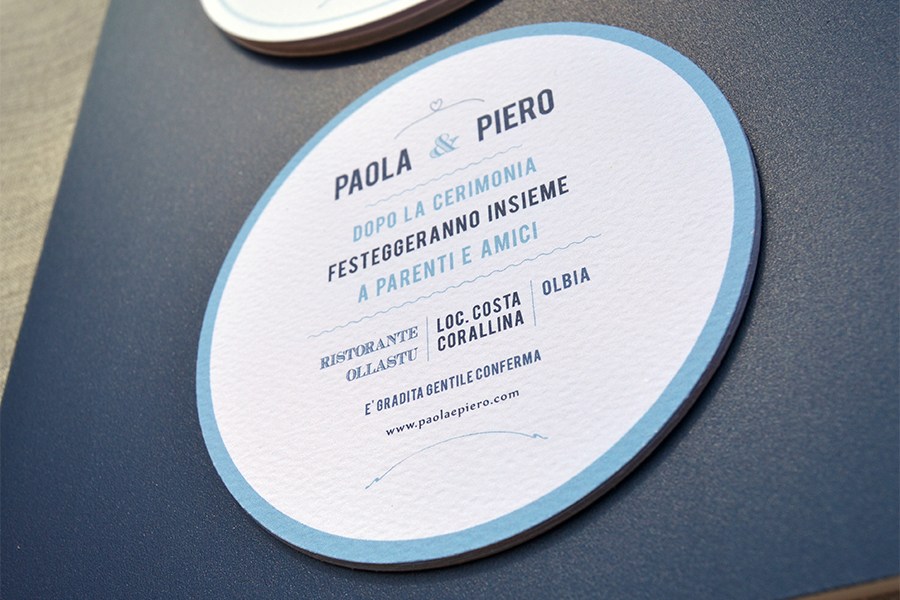 PAOLA & PIERO
DOPO LA CERIMONIA
FESTEGGERANNO INSIEME
A PARENTI E AMICI
RISTORANTE
OLLASTU
LOC. COSTA
CORALLINA
OLBIA
E' GRADITA GENTILE CONFERMA
www.paolaepiero.com